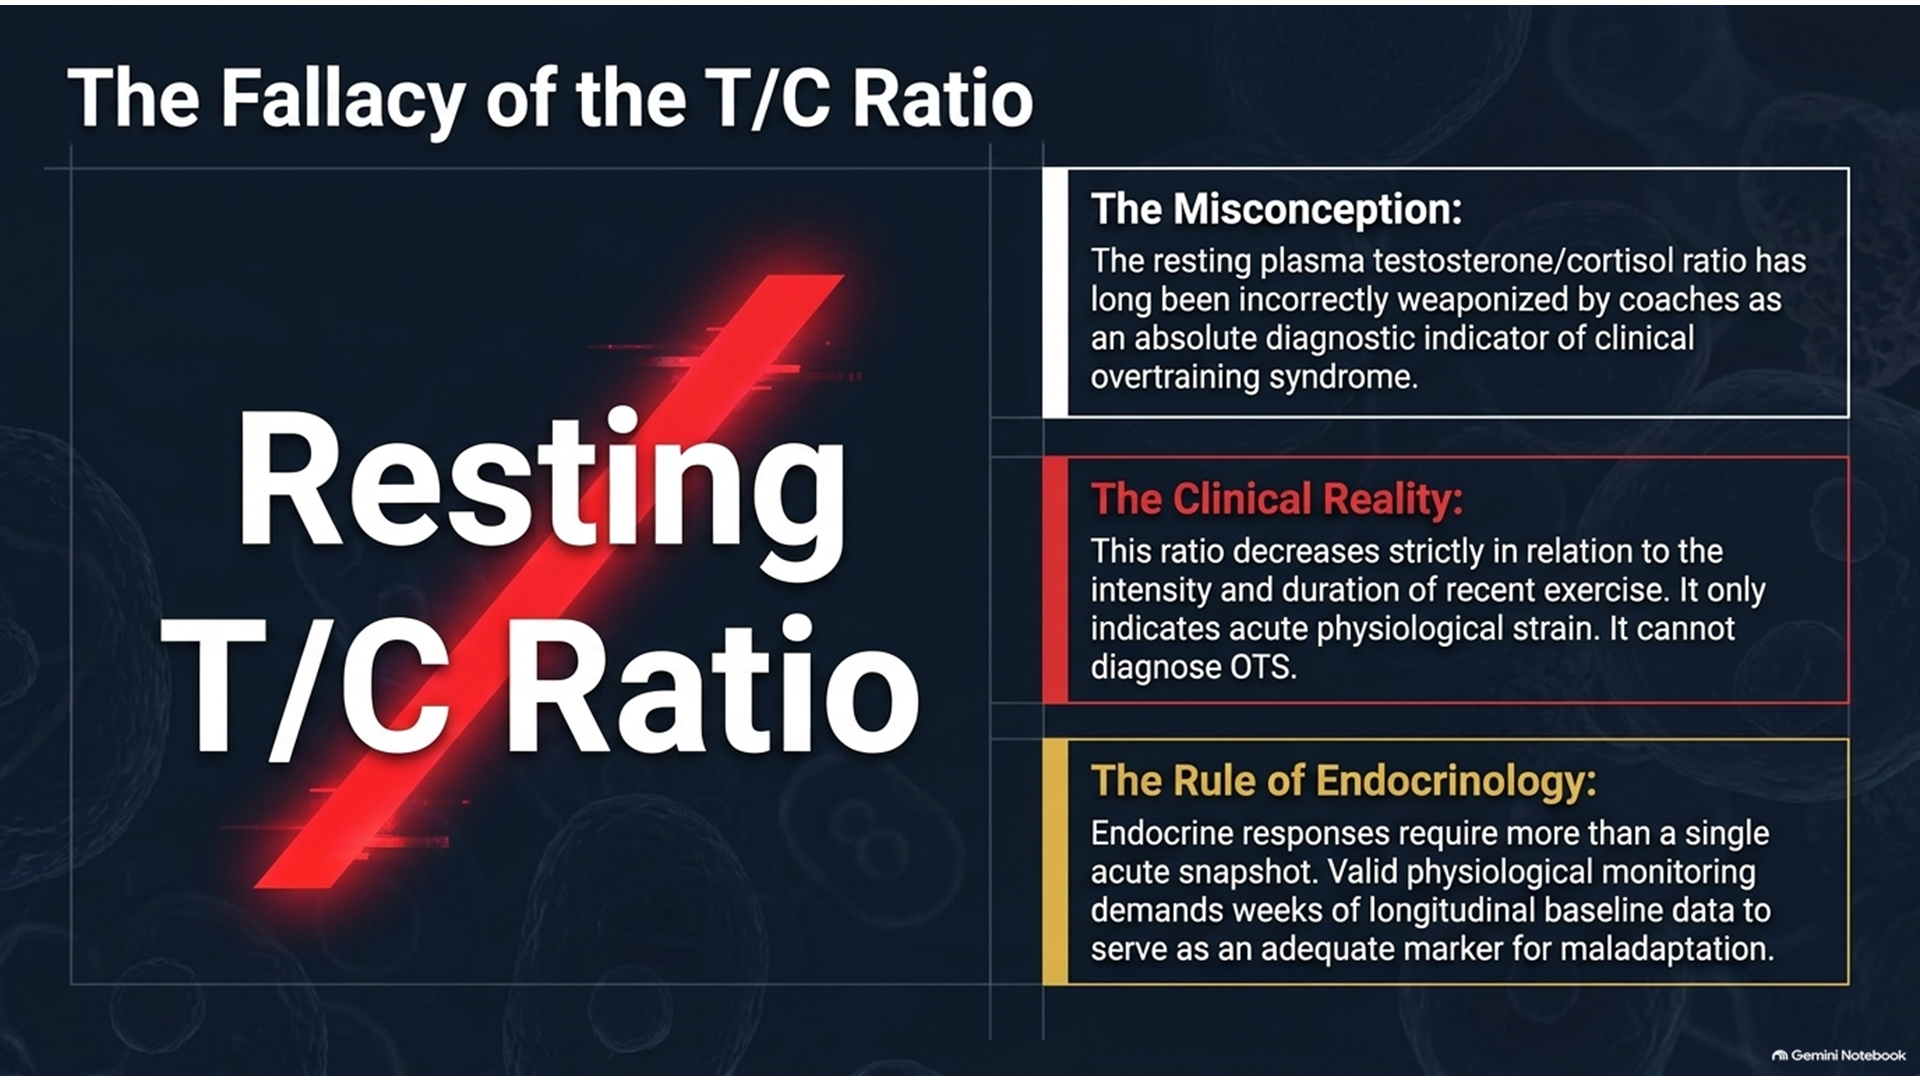 The Fallacy of the T/C Ratio
Resting
T/C Ratio
The Misconception:
The resting plasma testosterone/cortisol ratio has
long been incorrectly weaponized by coaches as
an absolute diagnostic indicator of clinical
overtraining syndrome.
The Clinical Reality:
This ratio decreases strictly in relation to the
intensity and duration of recent exercise. It only
indicates acute physiological strain. It cannot
diagnose OTS.
The Rule of Endocrinology:
Endocrine responses require more than a single
acute snapshot. Valid physiological monitoring
demands weeks of longitudinal baseline data to
serve as an adequate marker for maladaptation.
Gemini Notebook